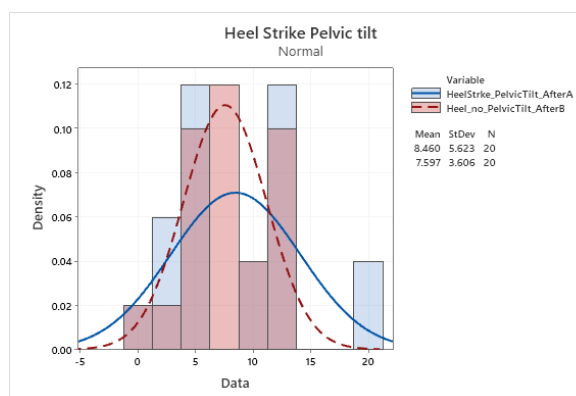 Heel Strike Pelvic tilt
Normal
Variable
HeelStrke_PelvicTilt_AfterA
Heel_no_PelvicTilt_AfterB
Mean StDev N
8.460 5.623 20
7.597 3.606 20
0.12
0.10
0.08
0.06
0.04
0.02
0.00
Density
-5 0 5 10 15 20
Data